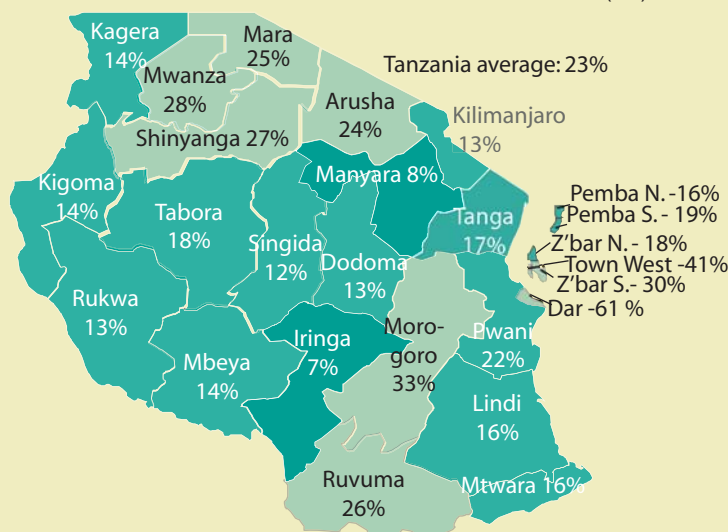 Kagera
14%
Mara
25%
Mwanza
28%
Tanzania average: 23%
Arusha
24%
Kilimanjaro
13%
Shinyanga 27%
Kigoma
14%
Manyara 8%
Tabora
18%
Singida
12%
Dodoma
13%
Tanga
17%
Pemba N. -16%
Pemba S. - 19%
Z'bar N. - 18%
Town West -41%
Z'bar S.- 30%
Dar -61 %
Rukwa
13%
Mbeya
14%
Iringa
7%
Moro-
goro
33%
Pwani
22%
Lindi
16%
Mtwara 16%
Ruvuma
26%